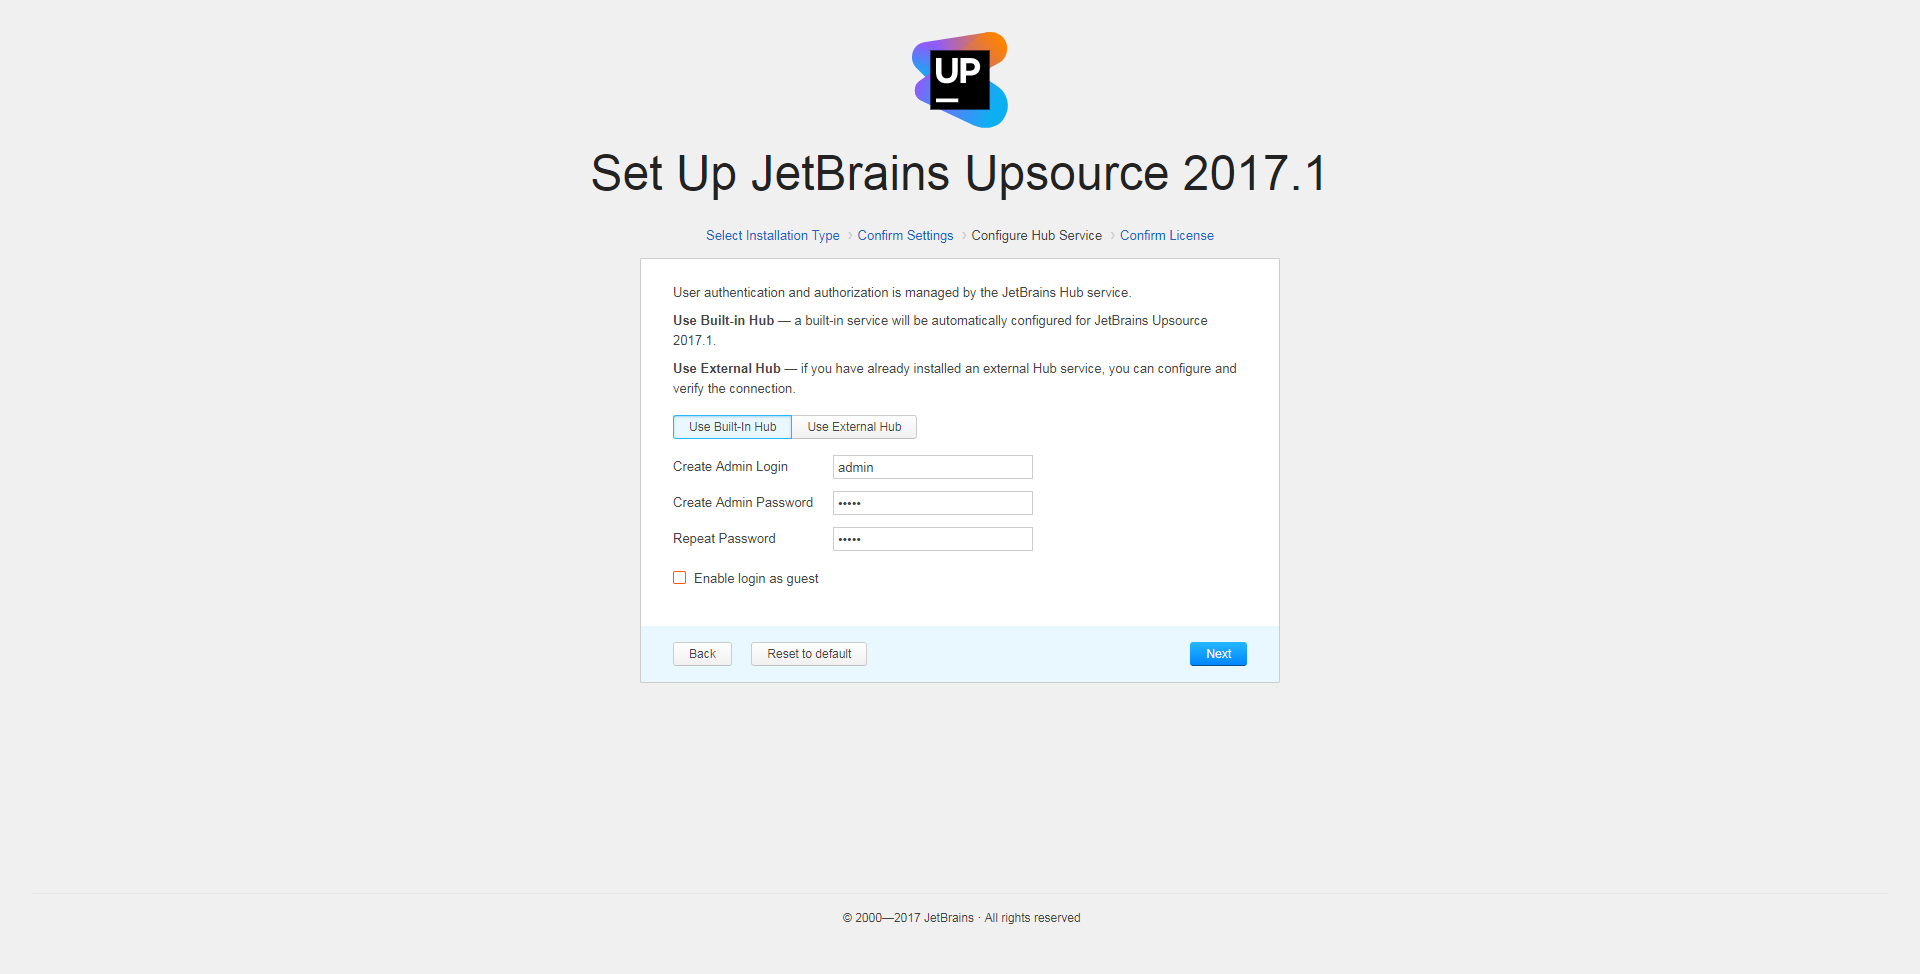 UP
Set Up JetBrains Upsource 2017.1
Select Installation Type › Confirm Settings › Configure Hub Service › Confirm License
User authentication and authorization is managed by the JetBrains Hub service.
Use Built-in Hub — a built-in service will be automatically configured for JetBrains Upsource
2017.1.
Use External Hub — if you have already installed an external Hub service, you can configure and
verify the connection.
Use Built-In Hub Use External Hub
Create Admin Login admin
Create Admin Password •••••
Repeat Password •••••
Enable login as guest
Back Reset to default Next
© 2000—2017 JetBrains · All rights reserved